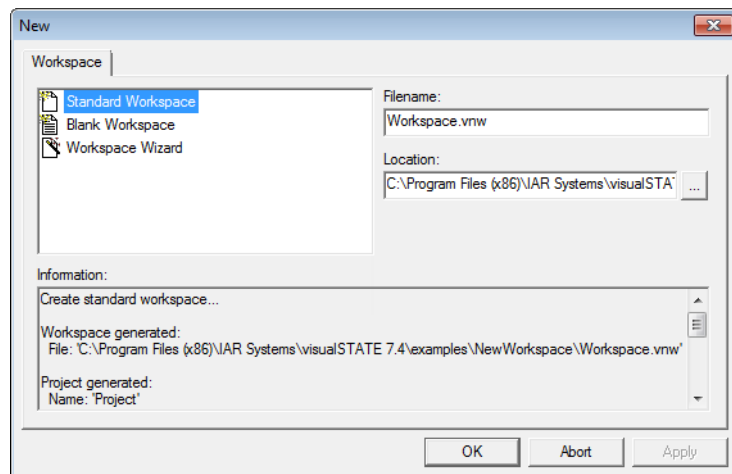 New
Workspace
Standard Workspace
Blank Workspace
Workspace Wizard
Filename:
Workspace.vnw
Location:
C:\Program Files (x86)\IAR Systems\visualSTA
...
Information:
Create standard workspace...
Workspace generated:
File: 'C:\Program Files (x86)\IAR Systems\visualSTATE 7.4\examples\NewWorkspace\Workspace.vnw'
Project generated:
Name: 'Project'
OK
Abort
Apply